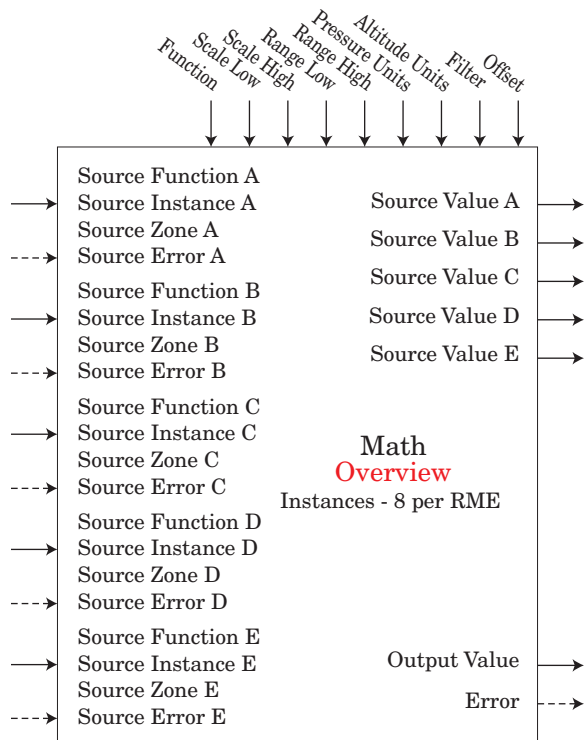 Function
Scale Low
Scale High
Range Low
Range High
Pressure Units
Altitude Units
Filter
Offset
Source Function A
Source Instance A
Source Zone A
Source Error A
Source Function B
Source Instance B
Source Zone B
Source Error B
Source Function C
Source Instance C
Source Zone C
Source Error C
Source Function D
Source Instance D
Source Zone D
Source Error D
Source Function E
Source Instance E
Source Zone E
Source Error E
Source Value A
Source Value B
Source Value C
Source Value D
Source Value E
Math
Overview
Instances - 8 per RME
Output Value
Error